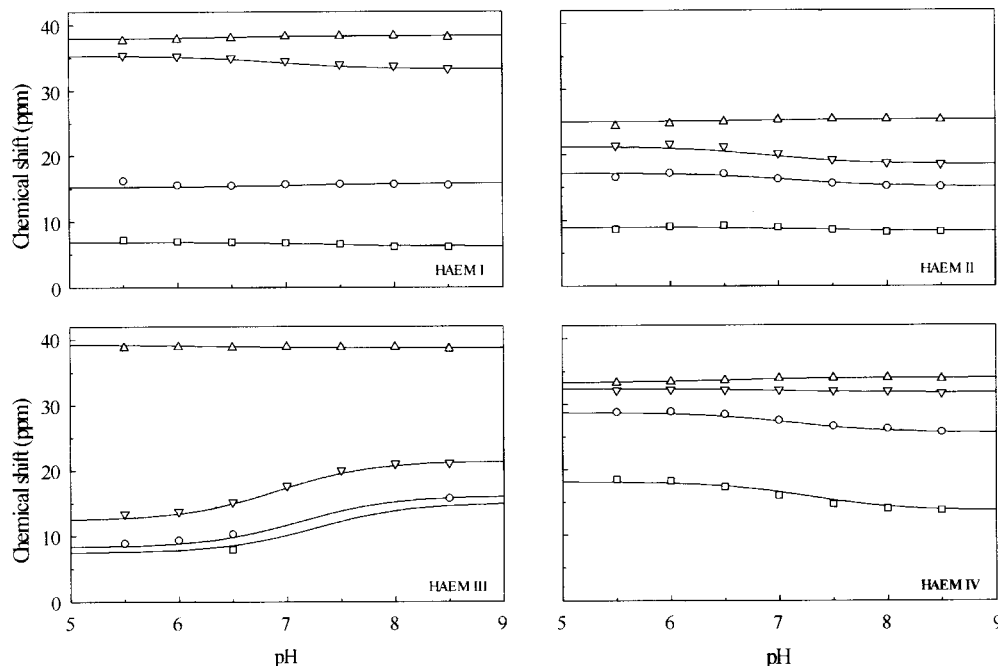 40
30
20
10
0
Chemical shift (ppm)
HAEM I
HAEM II
40
30
20
10
0
Chemical shift (ppm)
HAEM III
HAEM IV
5 6 7 8 9
5 6 7 8 9
pH
pH